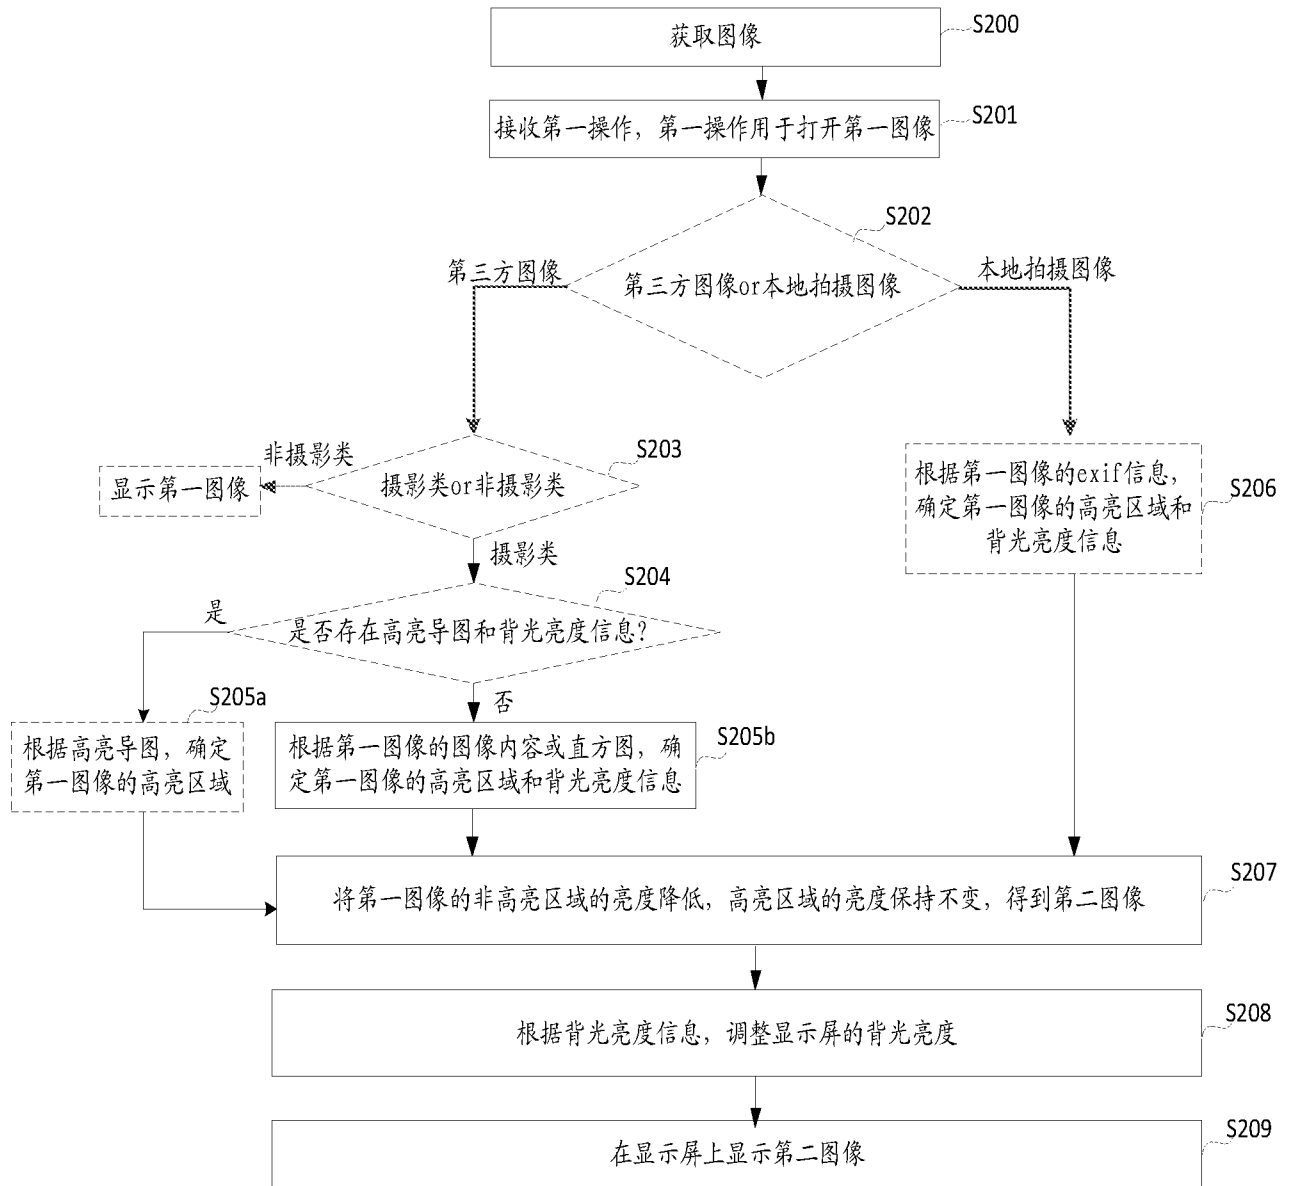 获取图像
S200
接收第一操作，第一操作用于打开第一图像
S201
S202
第三方图像or本地拍摄图像
第三方图像
本地拍摄图像
S203
摄影类or非摄影类
非摄影类
显示第一图像
摄影类
根据第一图像的exif信息，
确定第一图像的高亮区域和
背光亮度信息
S206
S204
是否存在高亮导图和背光亮度信息?
是
否
S205a
根据高亮导图，确定
第一图像的高亮区域
S205b
根据第一图像的图像内容或直方图，确
定第一图像的高亮区域和背光亮度信息
S207
将第一图像的非高亮区域的亮度降低，高亮区域的亮度保持不变，得到第二图像
S208
根据背光亮度信息，调整显示屏的背光亮度
S209
在显示屏上显示第二图像